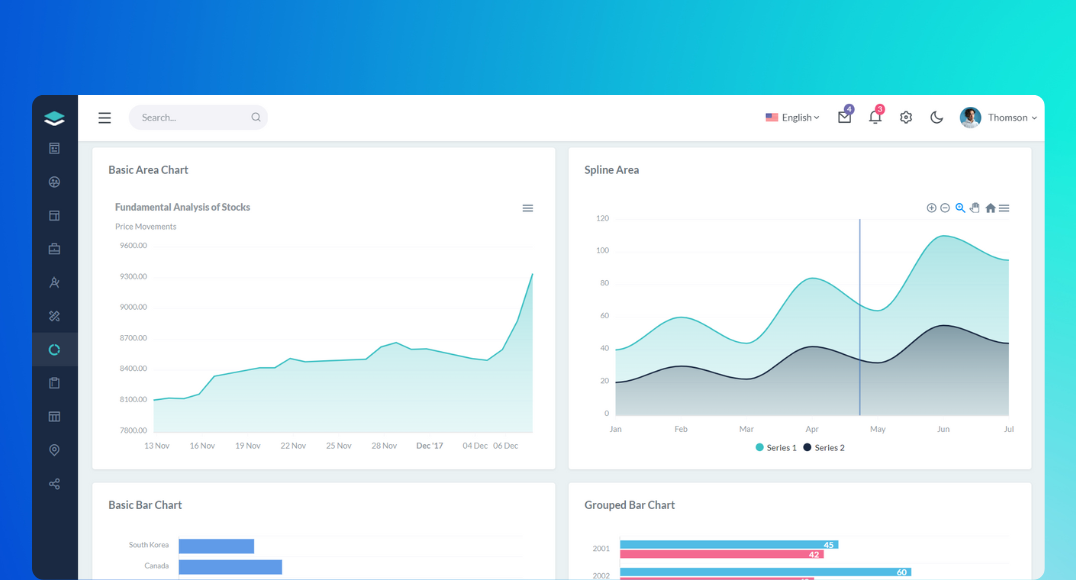 Search...
English
4
3
Thomson
Basic Area Chart
Fundamental Analysis of Stocks
Price Movements
9600.00
9300.00
9000.00
8700.00
8400.00
8100.00
7800.00
13 Nov 16 Nov 19 Nov 22 Nov 25 Nov 28 Nov Dec '17 04 Dec 06 Dec
Spline Area
120
100
80
60
40
20
0
Jan Feb Mar Apr May Jun Jul
Series 1 Series 2
Basic Bar Chart
South Korea
Canada
Grouped Bar Chart
2001
45
42
2002
60